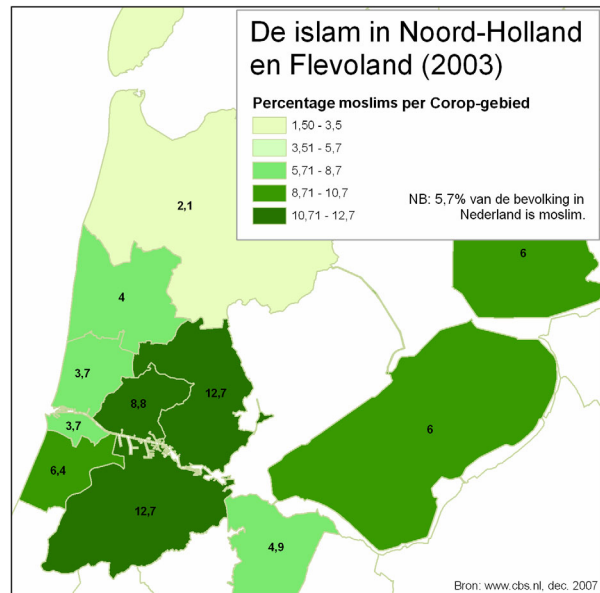 De islam in Noord-Holland
en Flevoland (2003)
Percentage moslims per Corop-gebied
1,50 - 3,5
3,51 - 5,7
5,71 - 8,7
8,71 - 10,7
10,71 - 12,7
NB: 5,7% van de bevolking in
Nederland is moslim.
2,1
6
4
3,7
8,8
12,7
3,7
6
6,4
12,7
4,9
Bron: www.cbs.nl, dec. 2007